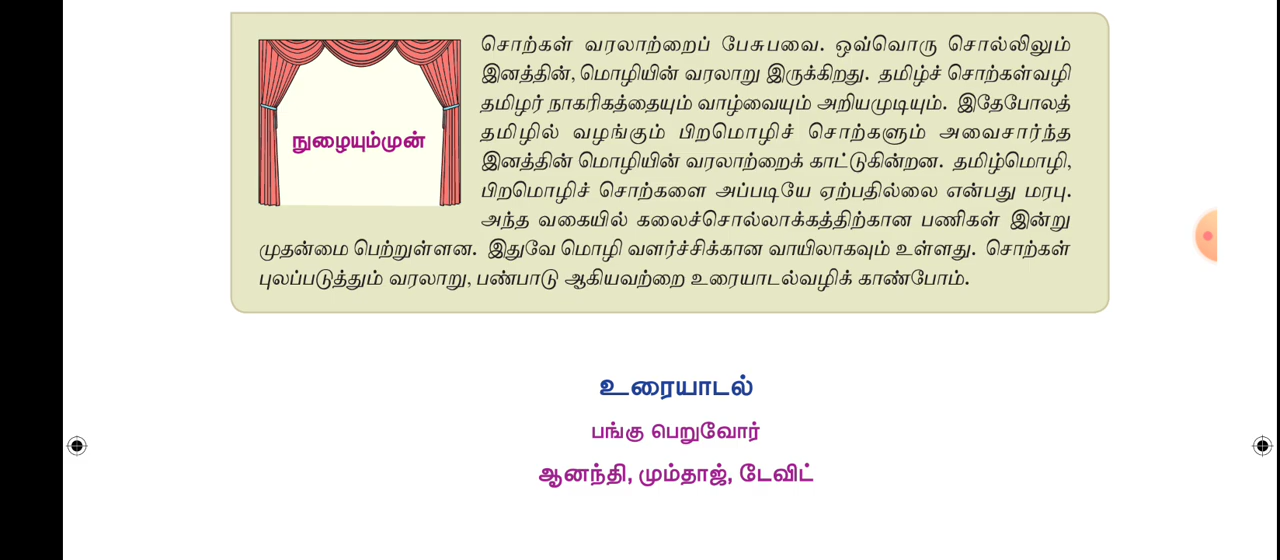 நுழையும்முன்
சொற்கள் வரலாற்றைப் பேசுபவை. ஒவ்வொரு சொல்லிலும்
இனத்தின், மொழியின் வரலாறு இருக்கிறது. தமிழ்ச் சொற்கள்வழி
தமிழர் நாகரிகத்தையும் வாழ்வையும் அறியமுடியும். இதேபோலத்
தமிழில் வழங்கும் பிறமொழிச் சொற்களும் அவைசார்ந்த
இனத்தின் மொழியின் வரலாற்றைக் காட்டுகின்றன. தமிழ்மொழி,
பிறமொழிச் சொற்களை அப்படியே ஏற்பதில்லை என்பது மரபு.
அந்த வகையில் கலைச்சொல்லாக்கத்திற்கான பணிகள் இன்று
முதன்மை பெற்றுள்ளன. இதுவே மொழி வளர்ச்சிக்கான வாயிலாகவும் உள்ளது. சொற்கள்
புலப்படுத்தும் வரலாறு, பண்பாடு ஆகியவற்றை உரையாடல்வழிக் காண்போம்.
உரையாடல்
பங்கு பெறுவோர்
ஆனந்தி, மும்தாஜ், டேவிட்